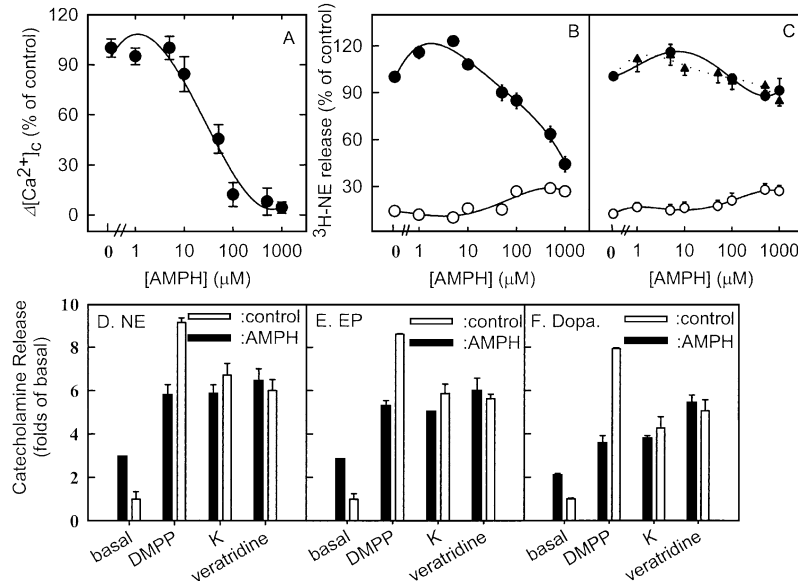 A
B
C
120
90
60
30
0
Δ[Ca2+]C (% of control)
0
1
10
100
1000
[AMPH] (μM)
120
90
60
30
3H-NE release (% of control)
0
1
10
100
1000
[AMPH] (μM)
0
1
10
100
1000
[AMPH] (μM)
Catecholamine Release
(folds of basal)
10
8
6
4
2
0
D. NE
:control
:AMPH
basal
DMPP
K
veratridine
E. EP
:control
:AMPH
basal
DMPP
K
veratridine
F. Dopa.
:control
:AMPH
basal
DMPP
K
veratridine